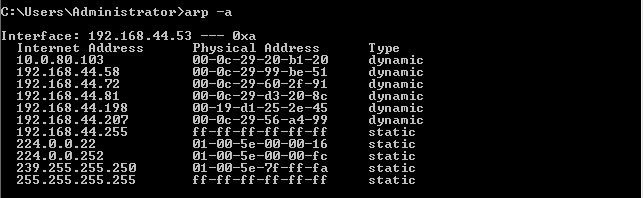 C:\Users\Administrator>arp -a
Interface: 192.168.44.53 --- 0xa
Internet Address Physical Address Type
10.0.80.103 00-0c-29-20-b1-20 dynamic
192.168.44.58 00-0c-29-99-be-51 dynamic
192.168.44.72 00-0c-29-60-2f-91 dynamic
192.168.44.81 00-0c-29-d3-20-8c dynamic
192.168.44.198 00-19-d1-25-2e-45 dynamic
192.168.44.207 00-0c-29-56-a4-99 dynamic
192.168.44.255 ff-ff-ff-ff-ff-ff static
224.0.0.22 01-00-5e-00-00-16 static
224.0.0.252 01-00-5e-00-00-fc static
239.255.255.250 01-00-5e-7f-ff-fa static
255.255.255.255 ff-ff-ff-ff-ff-ff static